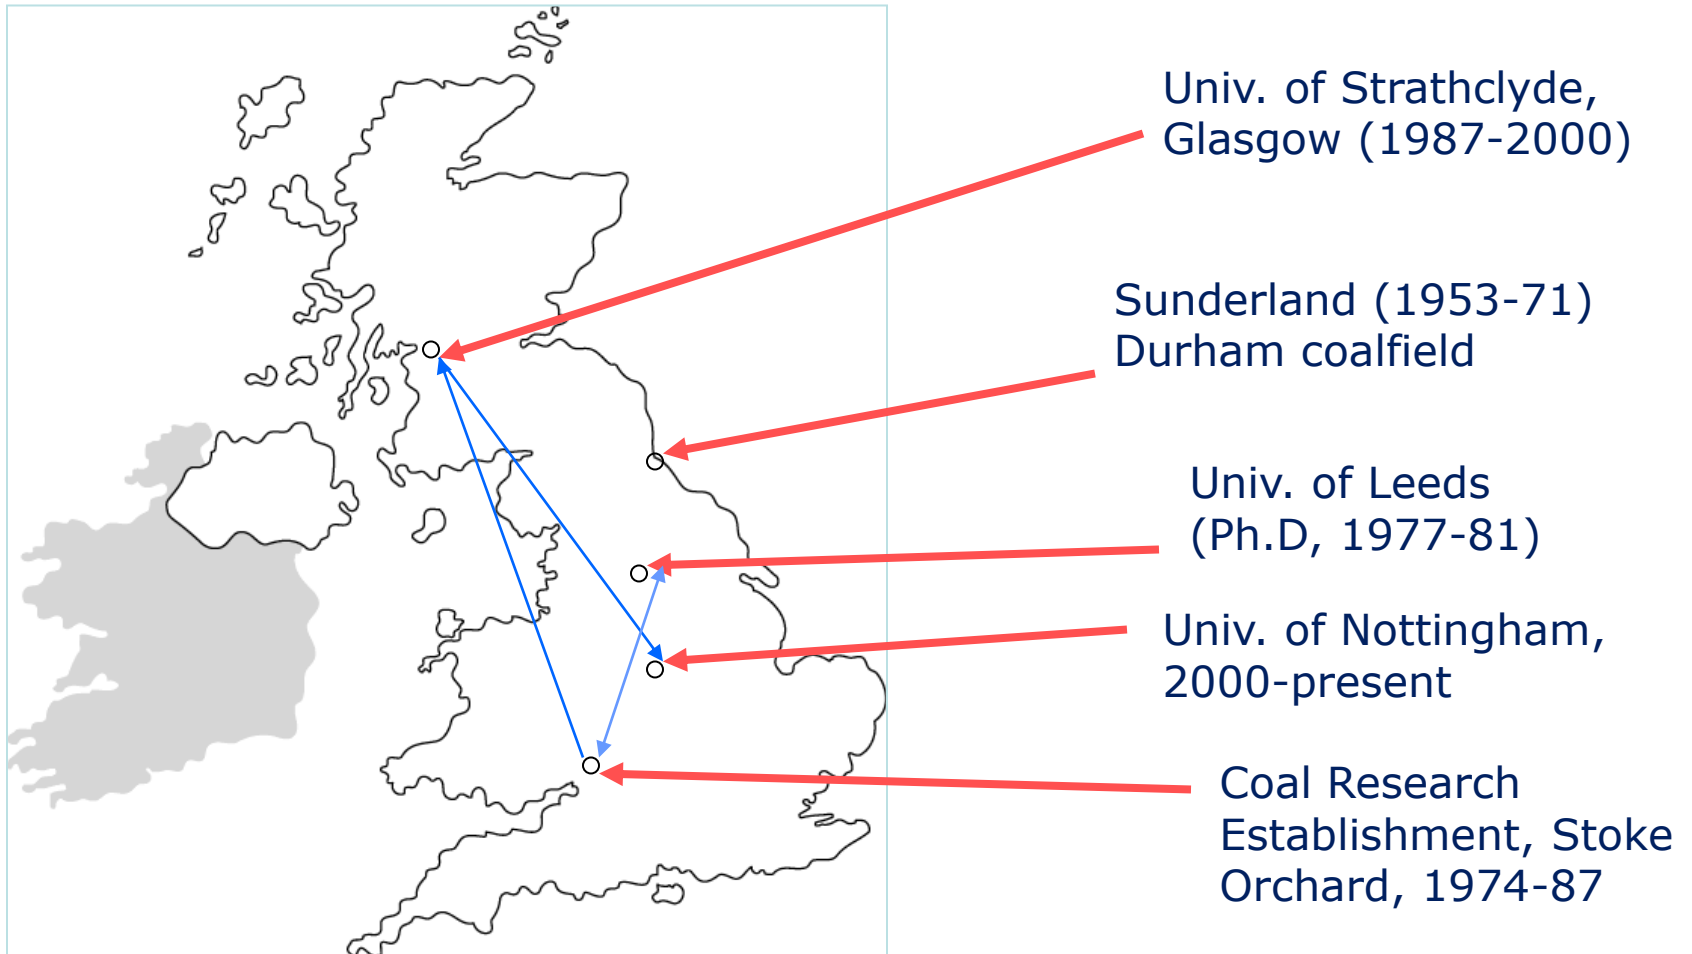 Univ. of Strathclyde,
Glasgow (1987-2000)
Sunderland (1953-71)
Durham coalfield
Univ. of Leeds
(Ph.D, 1977-81)
Univ. of Nottingham,
2000-present
Coal Research
Establishment, Stoke
Orchard, 1974-87